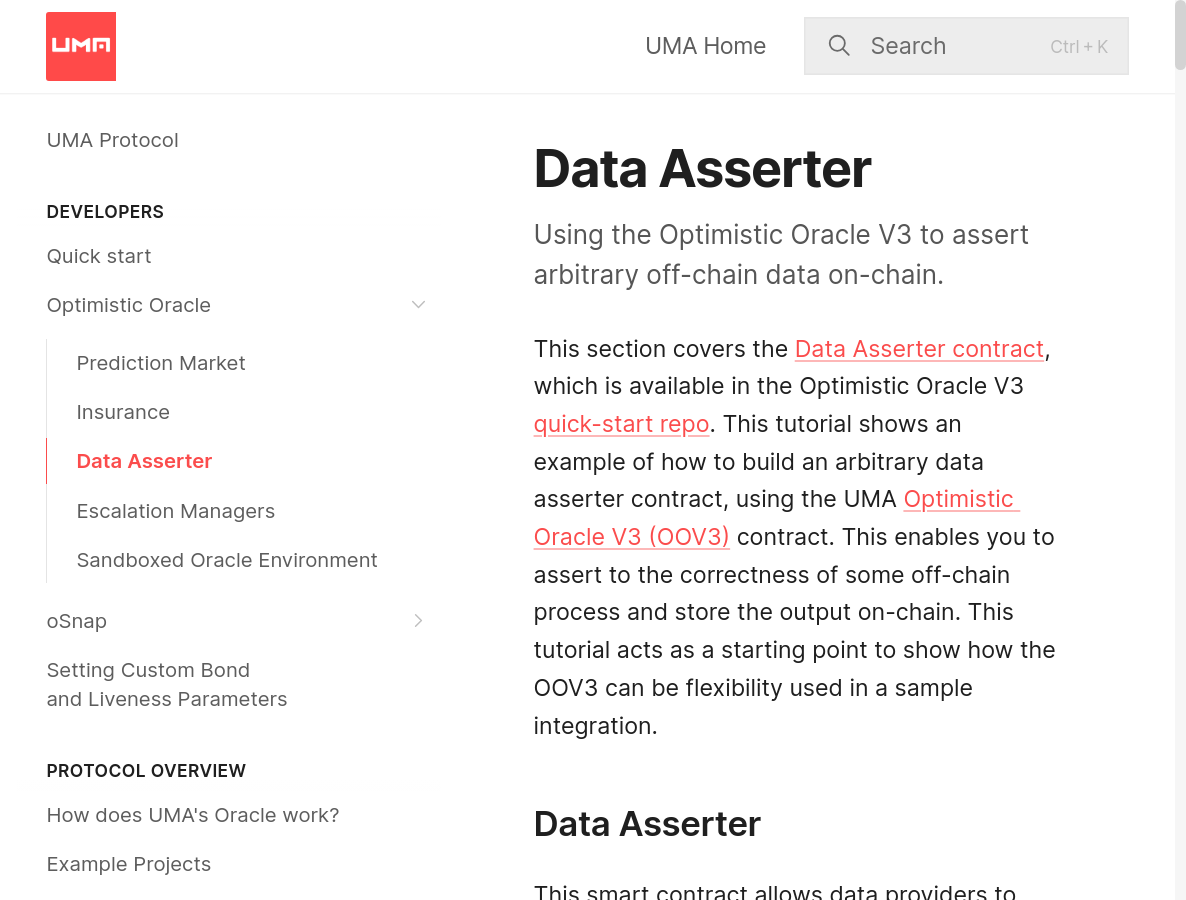 UMA
UMA Home
Search
Ctrl + K
UMA Protocol
DEVELOPERS
Quick start
Optimistic Oracle
Prediction Market
Insurance
Data Asserter
Escalation Managers
Sandboxed Oracle Environment
oSnap
Setting Custom Bond
and Liveness Parameters
PROTOCOL OVERVIEW
How does UMA's Oracle work?
Example Projects
Data Asserter
Using the Optimistic Oracle V3 to assert
arbitrary off-chain data on-chain.
This section covers the Data Asserter contract,
which is available in the Optimistic Oracle V3
quick-start repo. This tutorial shows an
example of how to build an arbitrary data
asserter contract, using the UMA Optimistic
Oracle V3 (OOV3) contract. This enables you to
assert to the correctness of some off-chain
process and store the output on-chain. This
tutorial acts as a starting point to show how the
OOV3 can be flexibility used in a sample
integration.
Data Asserter
This smart contract allows data providers to